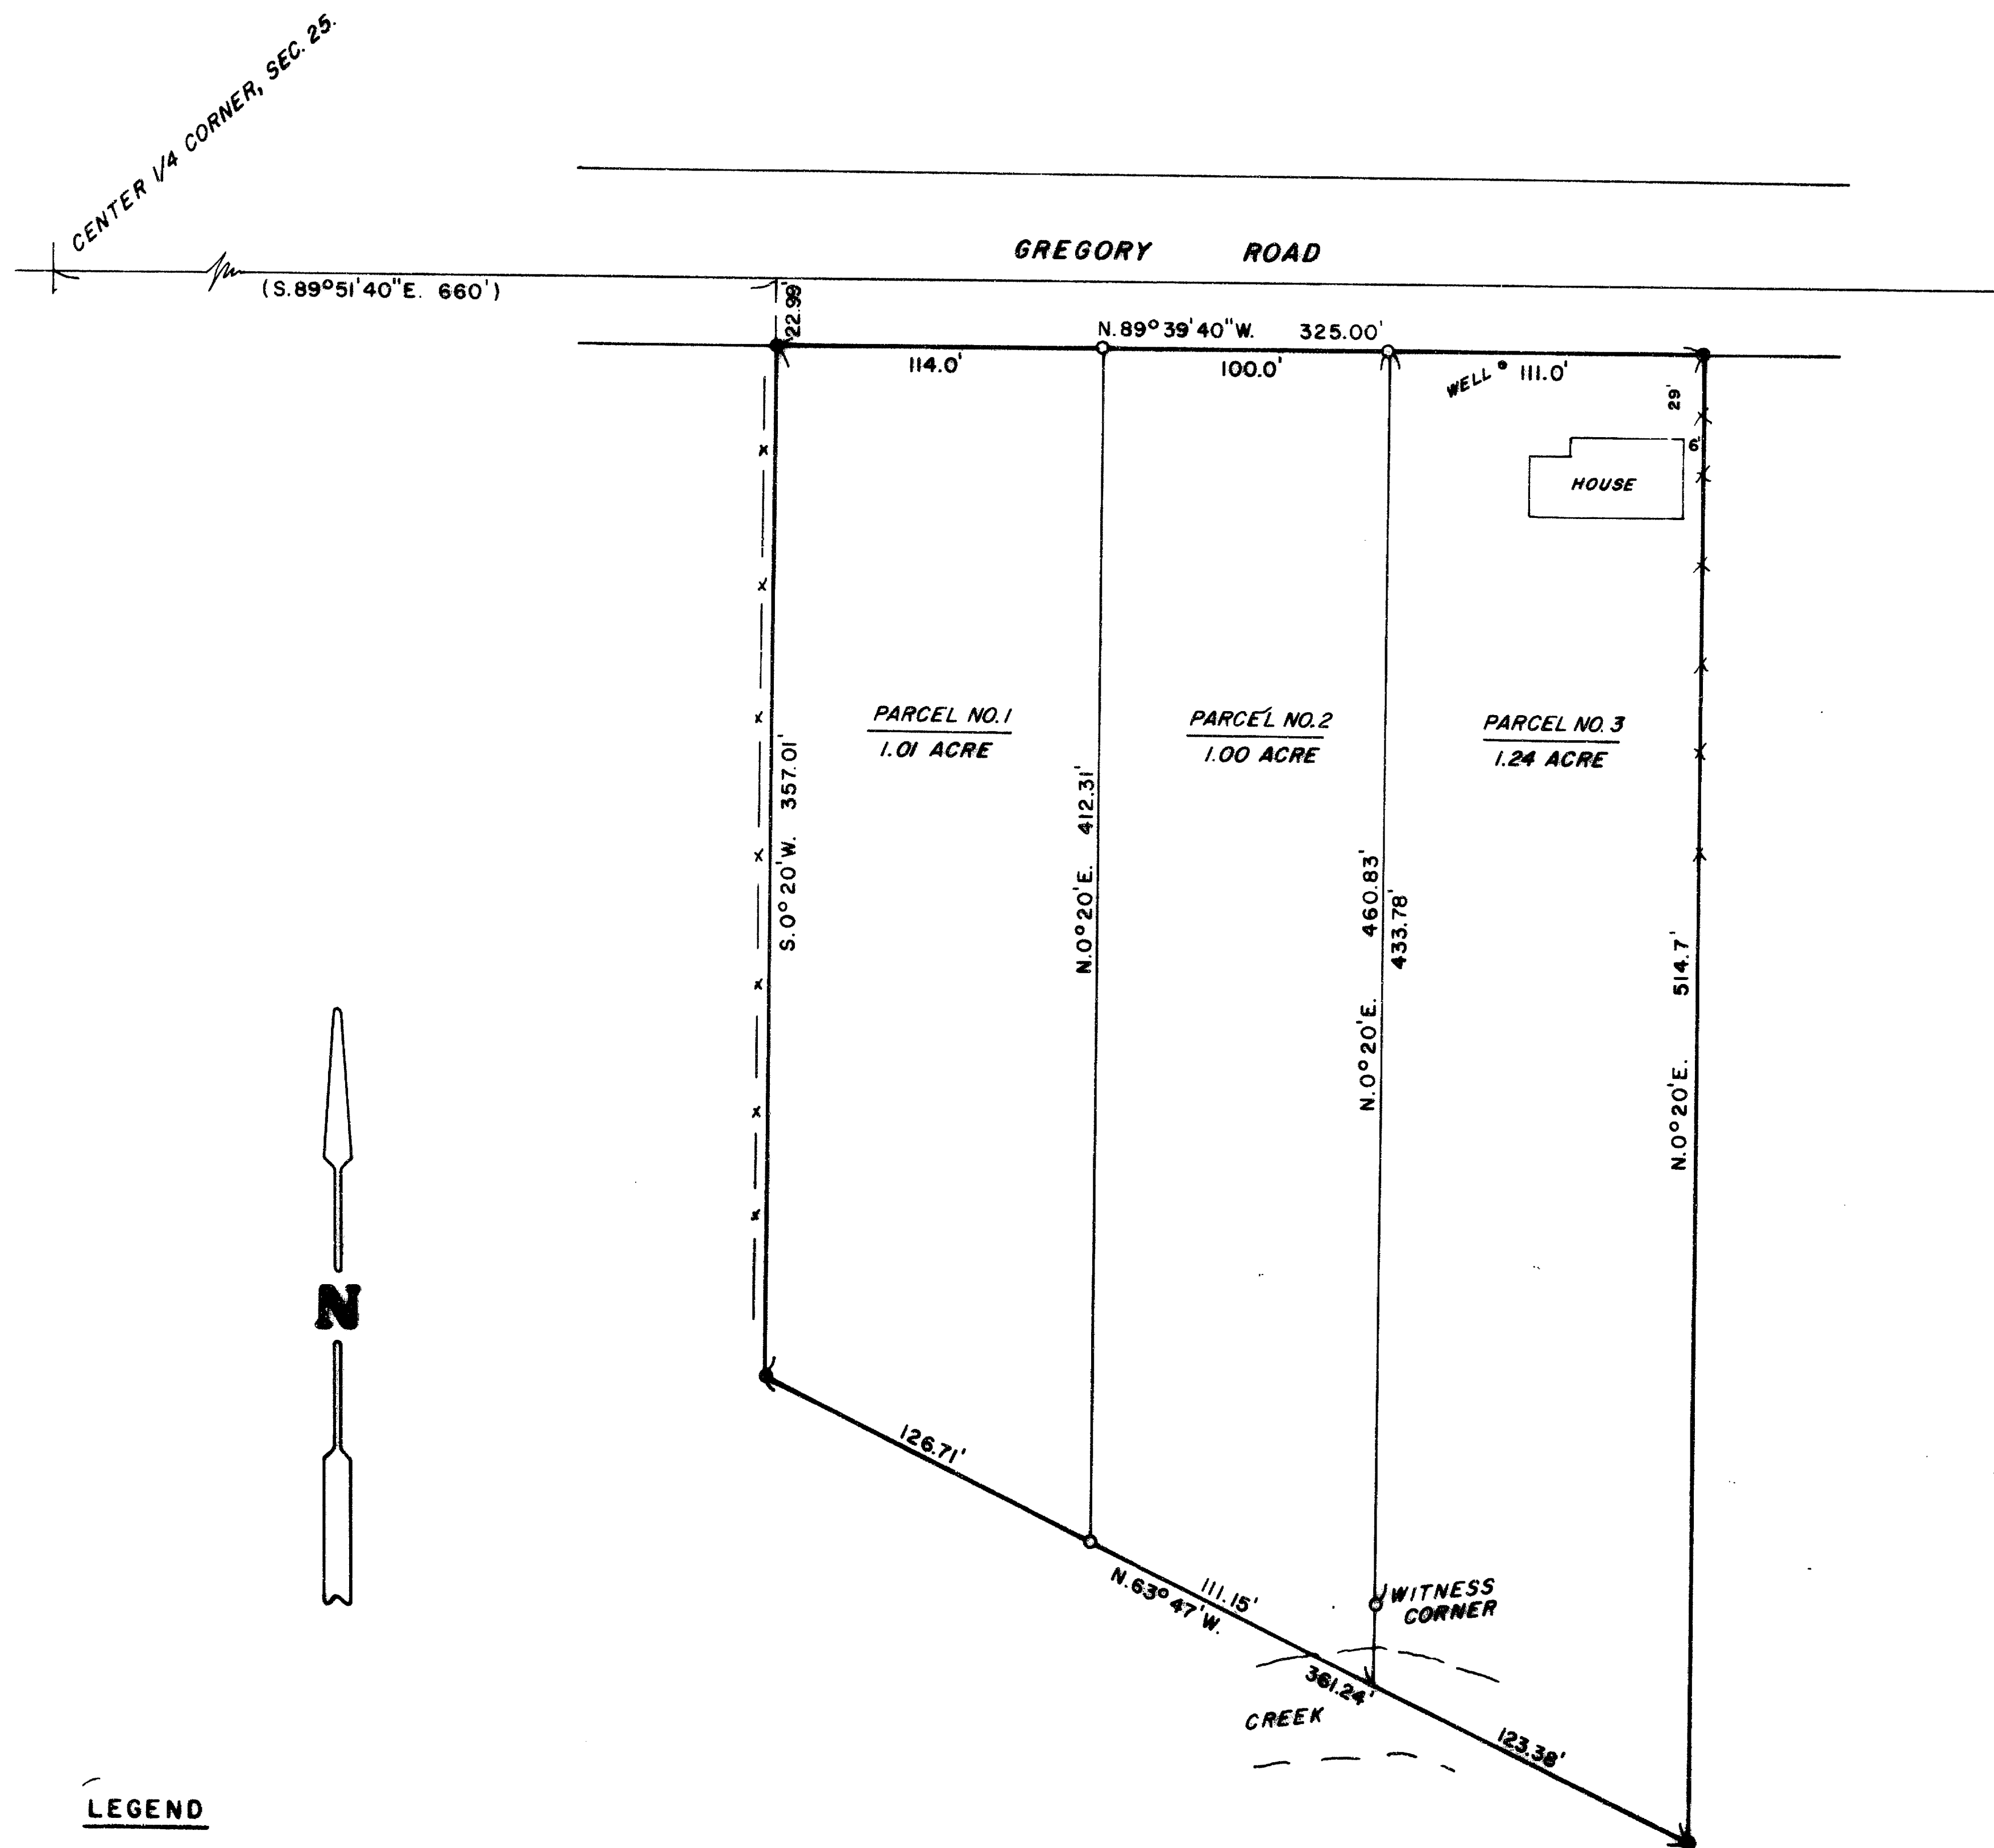 CENTER 1/4 CORNER, SEC. 25.
GREGORY ROAD
(S.89°51'40"E. 660')
22.99'
N.89°39'40"W. 325.00'
114.0'
100.0'
WELL
111.0'
29'
6'
HOUSE
PARCEL NO.1
1.01 ACRE
PARCEL NO.2
1.00 ACRE
PARCEL NO.3
1.24 ACRE
S.0°20'W. 357.01'
N.0°20'E. 412.31'
N.0°20'E. 460.83'
433.78'
N.0°20'E. 514.7'
N
126.71'
111.15'
N.63°47'W.
361.24'
WITNESS
CORNER
CREEK
123.38'
LEGEND